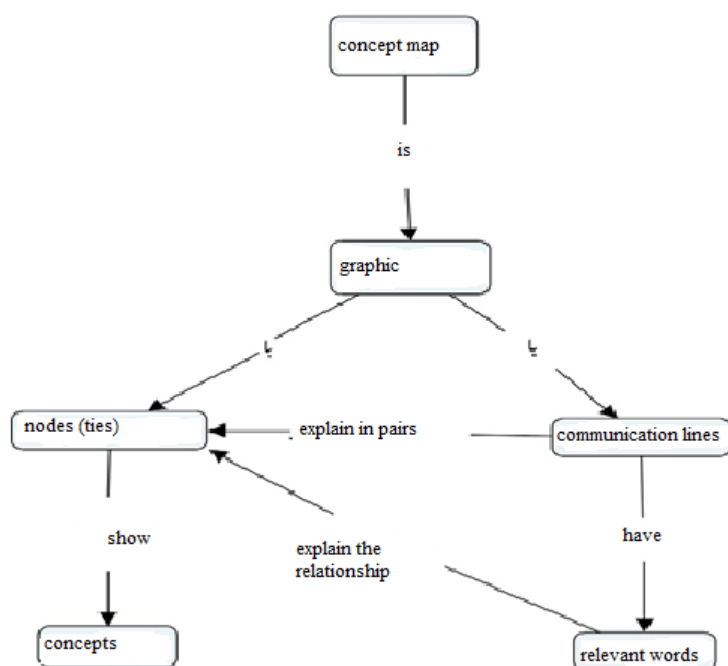 concept map
is
graphic
nodes (ties)
explain in pairs
communication lines
show
explain the
relationship
have
concepts
relevant words